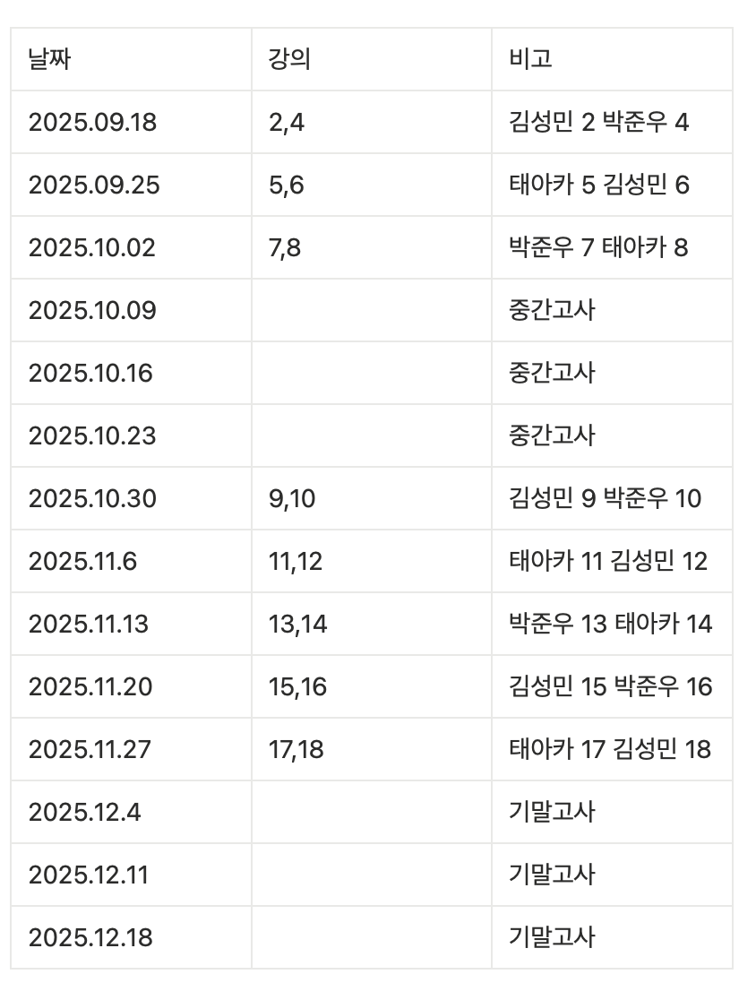 날짜 강의 비고
2025.09.18 2,4 김성민 2 박준우 4
2025.09.25 5,6 태아카 5 김성민 6
2025.10.02 7,8 박준우 7 태아카 8
2025.10.09 중간고사
2025.10.16 중간고사
2025.10.23 중간고사
2025.10.30 9,10 김성민 9 박준우 10
2025.11.6 11,12 태아카 11 김성민 12
2025.11.13 13,14 박준우 13 태아카 14
2025.11.20 15,16 김성민 15 박준우 16
2025.11.27 17,18 태아카 17 김성민 18
2025.12.4 기말고사
2025.12.11 기말고사
2025.12.18 기말고사